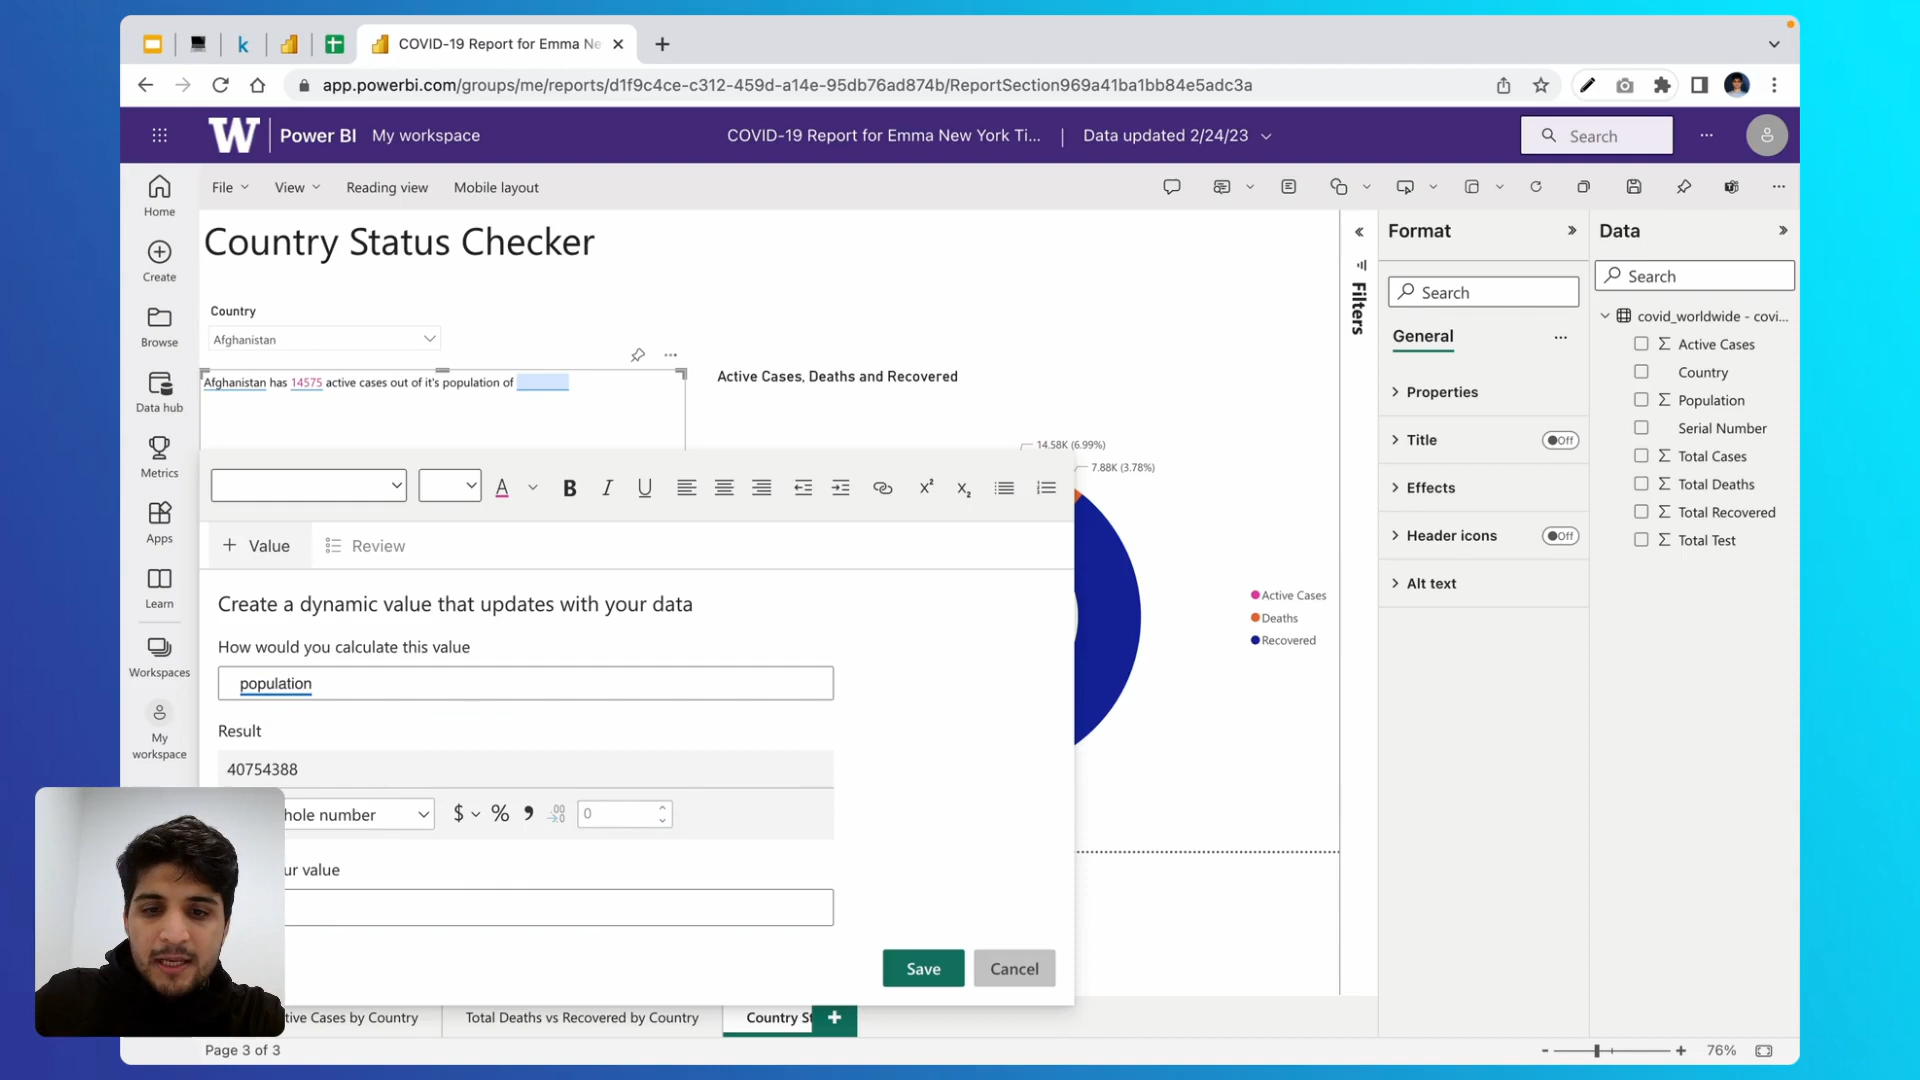 k
COVID-19 Report for Emma Ne
app.powerbi.com/groups/me/reports/d1f9c4ce-c312-459d-a14e-95db76ad874b/ReportSection969a41ba1bb84e5adc3a
W Power BI My workspace
COVID-19 Report for Emma New York Ti... | Data updated 2/24/23
Search
File View Reading view Mobile layout
Home
Create
Browse
Data hub
Metrics
Apps
Learn
Workspaces
My workspace
Country Status Checker
Country
Afghanistan
Afghanistan has 14575 active cases out of it's population of
Active Cases, Deaths and Recovered
14.58K (6.99%)
7.88K (3.78%)
Active Cases
Deaths
Recovered
B I U
Value Review
Create a dynamic value that updates with your data
How would you calculate this value
population
Result
40754388
hole number $ % , .00 0
ur value
Save Cancel
Filters
Format
Search
General
Properties
Title Off
Effects
Header icons Off
Alt text
Data
Search
covid_worldwide - covi...
Active Cases
Country
Population
Serial Number
Total Cases
Total Deaths
Total Recovered
Total Test
tive Cases by Country Total Deaths vs Recovered by Country Country St
Page 3 of 3
76%